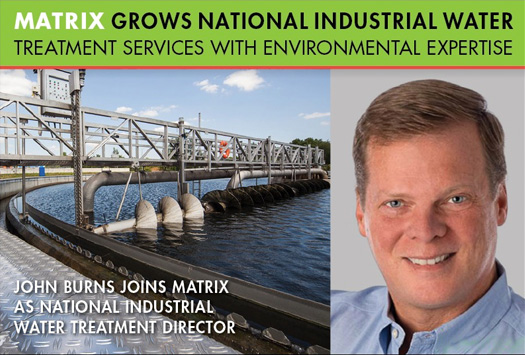 MATRIX GROWS NATIONAL INDUSTRIAL WATER
TREATMENT SERVICES WITH ENVIRONMENTAL EXPERTISE
JOHN BURNS JOINS MATRIX
AS NATIONAL INDUSTRIAL
WATER TREATMENT DIRECTOR